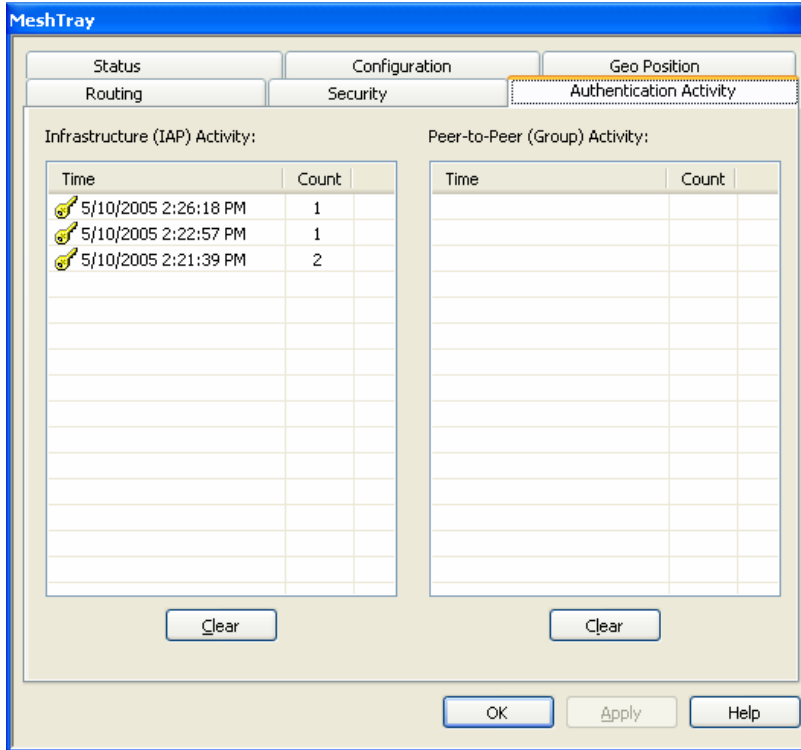 MeshTray
Status Configuration Geo Position
Routing Security Authentication Activity
Infrastructure (IAP) Activity: Peer-to-Peer (Group) Activity:
Time Count Time Count
5/10/2005 2:26:18 PM 1
5/10/2005 2:22:57 PM 1
5/10/2005 2:21:39 PM 2
Clear Clear
OK Apply Help